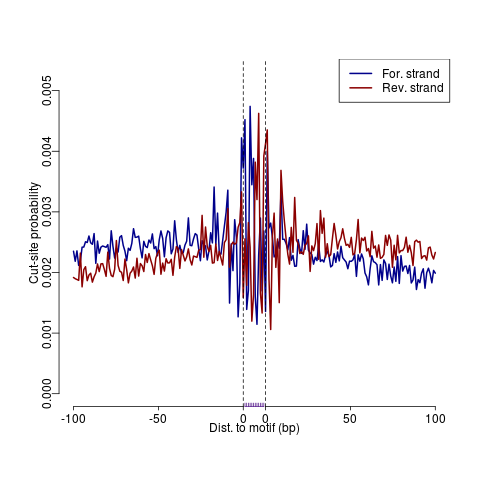 For. strand
Rev. strand
Cut-site probability
0.005
0.004
0.003
0.002
0.001
0.000
-100 -50 0 0 50 100
Dist. to motif (bp)